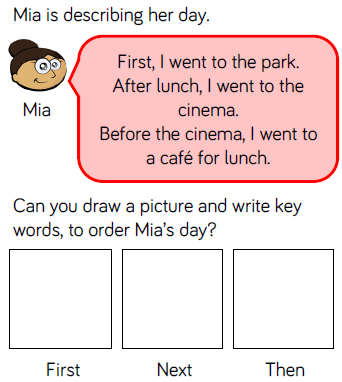 Mia is describing her day.
First, I went to the park.
After lunch, I went to the
cinema.
Before the cinema, I went to
a café for lunch.
Mia
Can you draw a picture and write key
words, to order Mia's day?
First
Next
Then